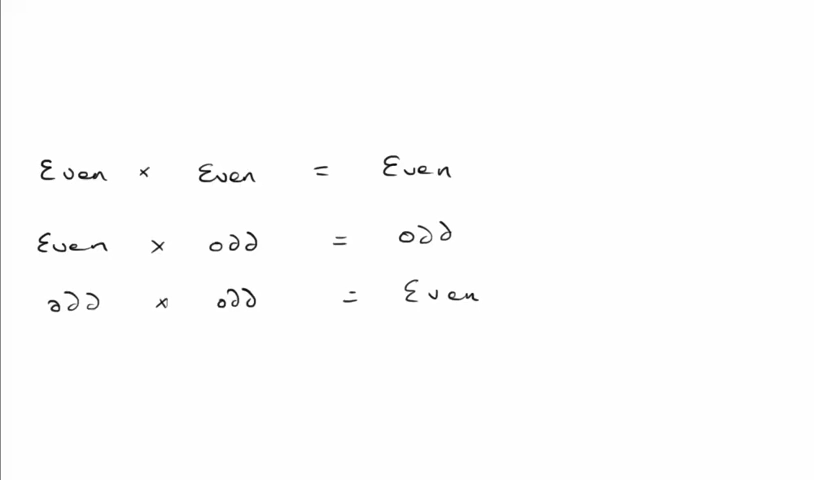 Even × Even = Even
Even × odd = odd
odd × odd = Even